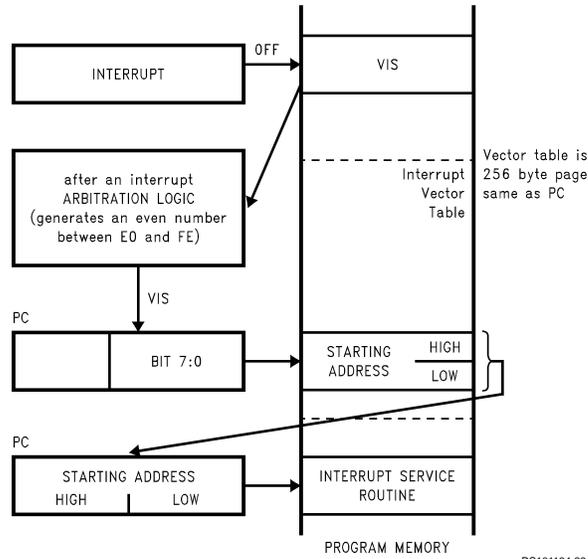 OFF
INTERRUPT
VIS
after an interrupt
ARBITRATION LOGIC
(generates an even number
between E0 and FE)
Interrupt
Vector
Table
Vector table is
256 byte page
same as PC
VIS
PC
BIT 7:0
STARTING
ADDRESS
HIGH
LOW
PC
STARTING ADDRESS
HIGH
LOW
INTERRUPT SERVICE
ROUTINE
PROGRAM MEMORY